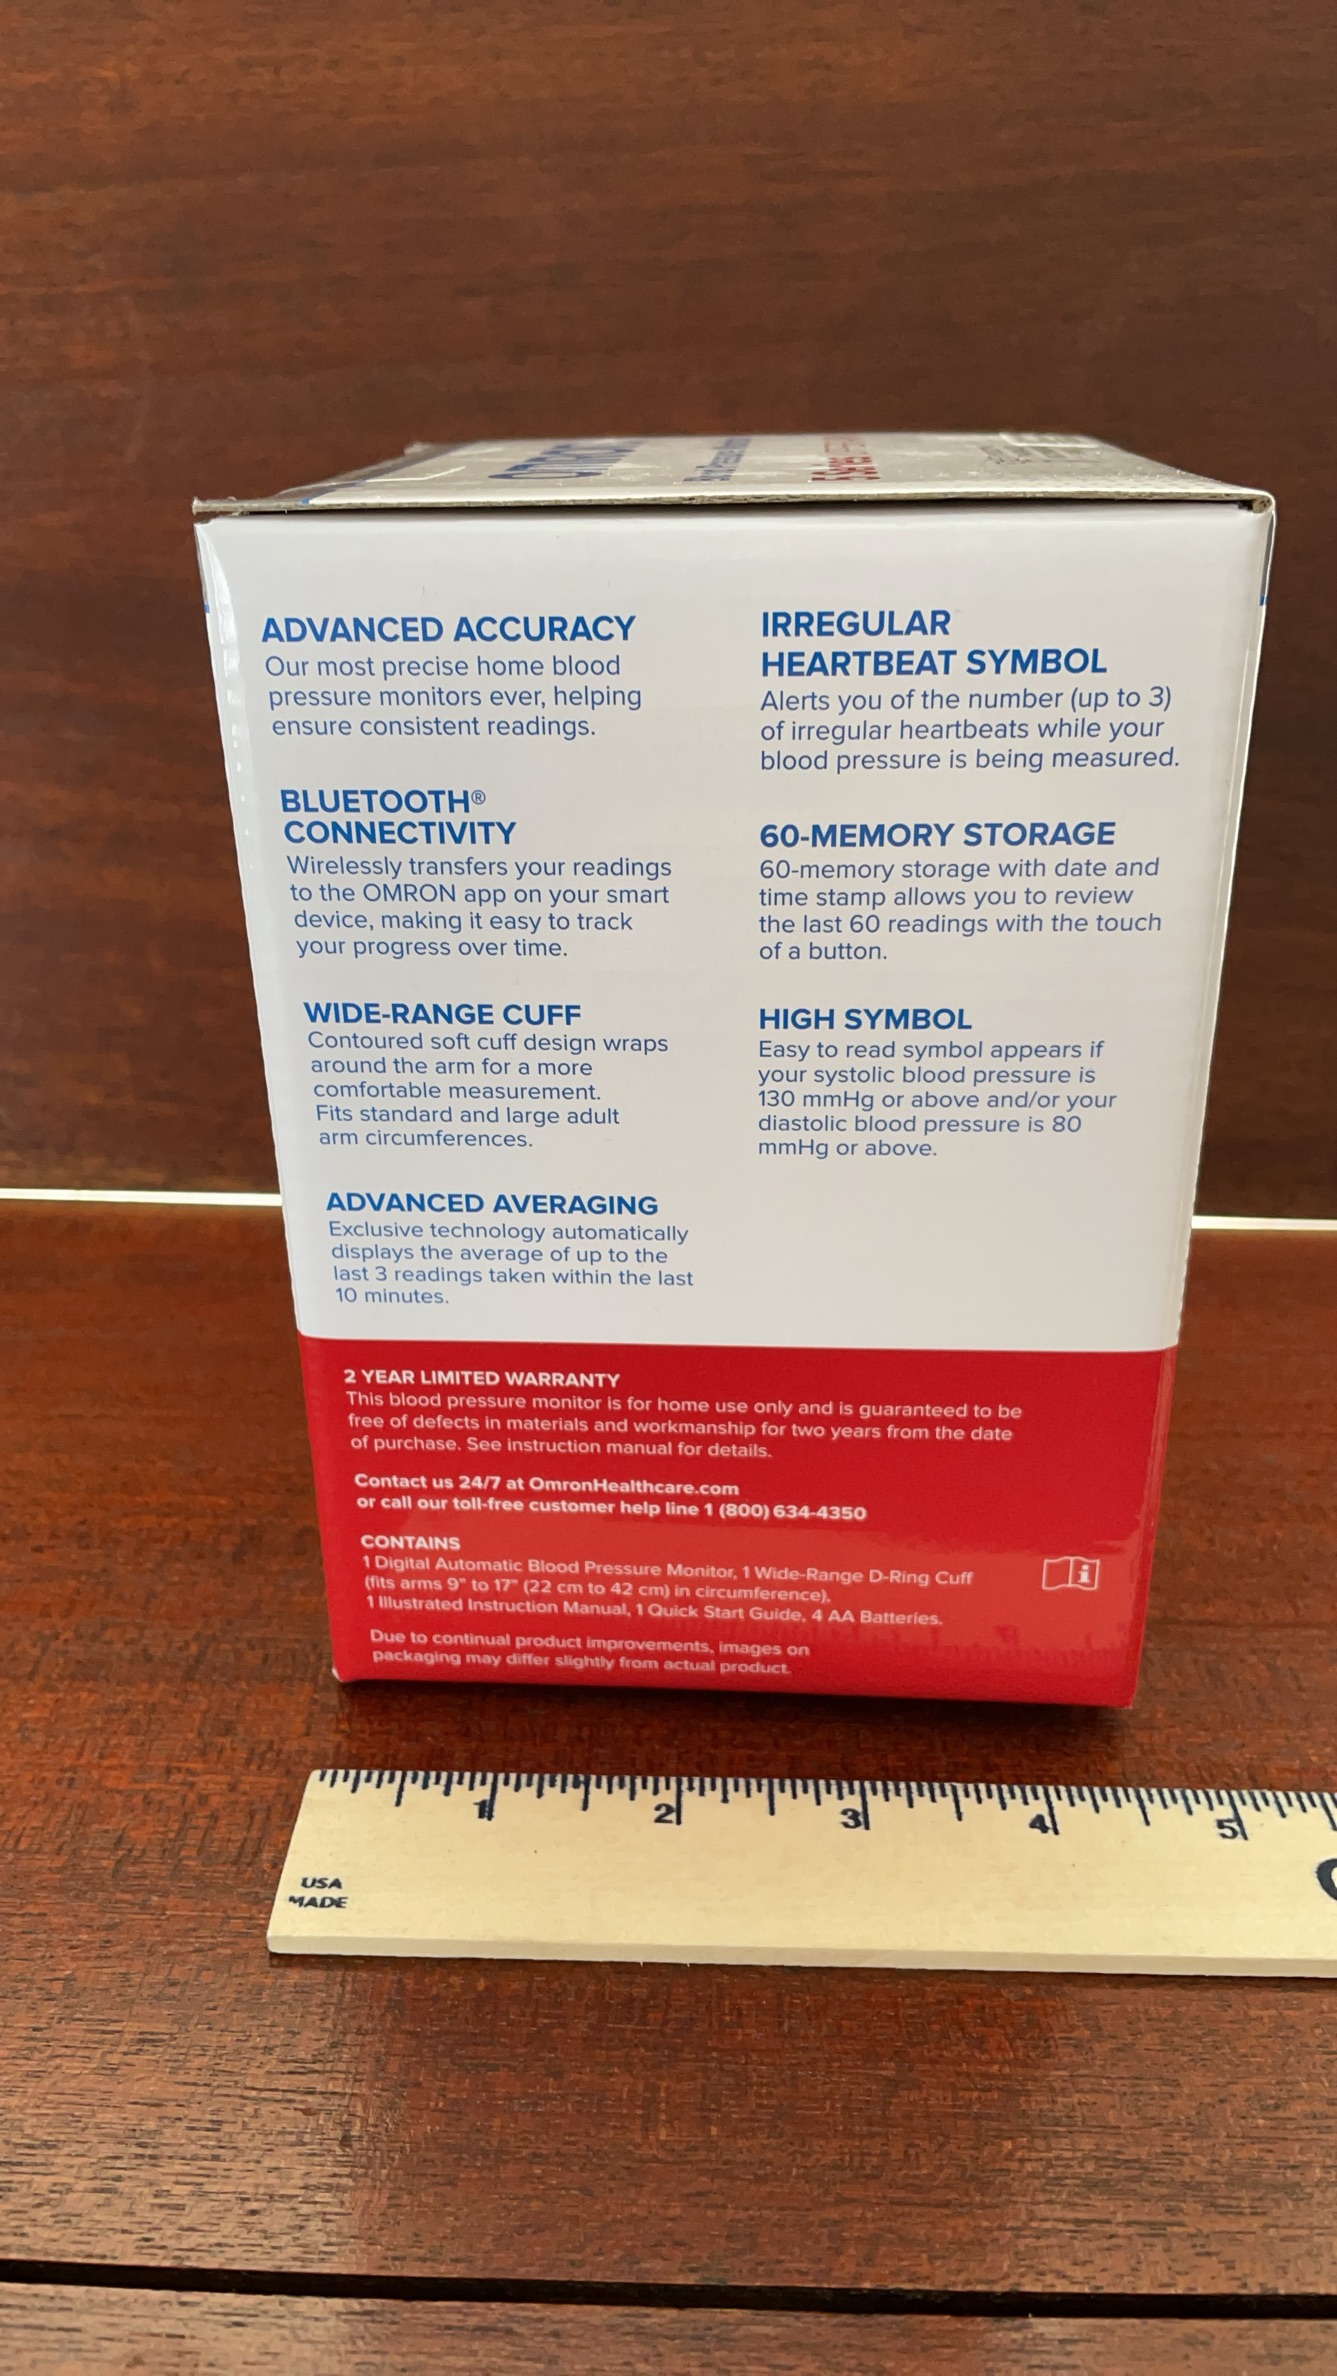 OMRON
5 Series
ADVANCED ACCURACY
Our most precise home blood
pressure monitors ever, helping
ensure consistent readings.
BLUETOOTH®
CONNECTIVITY
Wirelessly transfers your readings
to the OMRON app on your smart
device, making it easy to track
your progress over time.
WIDE-RANGE CUFF
Contoured soft cuff design wraps
around the arm for a more
comfortable measurement.
Fits standard and large adult
arm circumferences.
ADVANCED AVERAGING
Exclusive technology automatically
displays the average of up to the
last 3 readings taken within the last
10 minutes.
IRREGULAR
HEARTBEAT SYMBOL
Alerts you of the number (up to 3)
of irregular heartbeats while your
blood pressure is being measured.
60-MEMORY STORAGE
60-memory storage with date and
time stamp allows you to review
the last 60 readings with the touch
of a button.
HIGH SYMBOL
Easy to read symbol appears if
your systolic blood pressure is
130 mmHg or above and/or your
diastolic blood pressure is 80
mmHg or above.
2 YEAR LIMITED WARRANTY
This blood pressure monitor is for home use only and is guaranteed to be
free of defects in materials and workmanship for two years from the date
of purchase. See instruction manual for details.
Contact us 24/7 at OmronHealthcare.com
or call our toll-free customer help line 1 (800) 634-4350
CONTAINS
1 Digital Automatic Blood Pressure Monitor, 1 Wide-Range D-Ring Cuff
(fits arms 9" to 17" (22 cm to 42 cm) in circumference),
1 Illustrated Instruction Manual, 1 Quick Start Guide, 4 AA Batteries.
Due to continual product improvements, images on
packaging may differ slightly from actual product.
1 2 3 4 5
USA
MADE